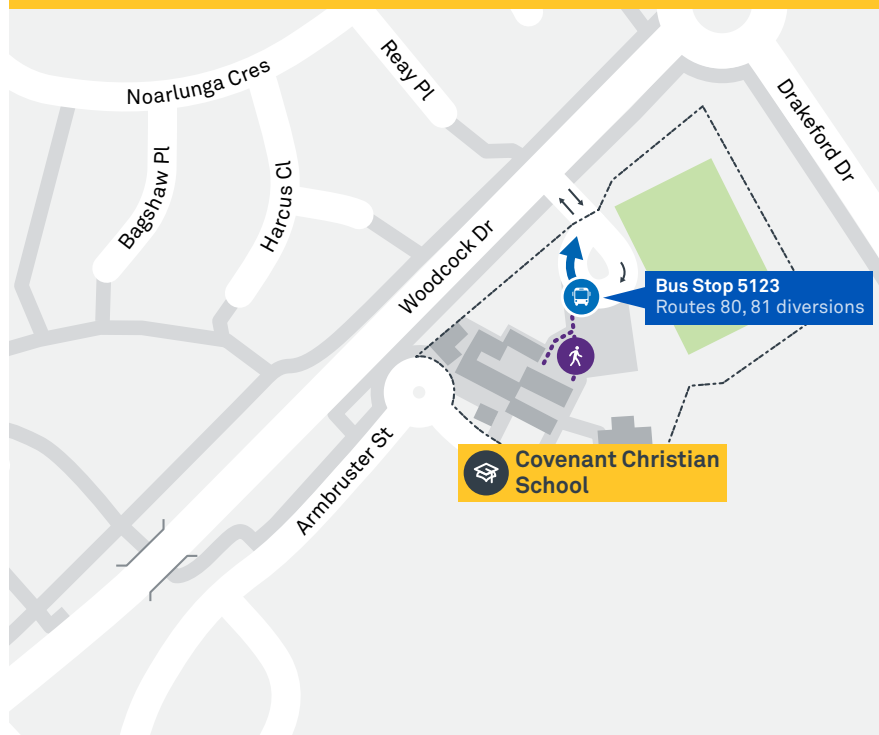 Noarlunga Cres
Reay Pl
Drakeford Dr
Bagshaw Pl
Harcus Cl
Woodcock Dr
Bus Stop 5123
Routes 80, 81 diversions
Armbruster St
Covenant Christian
School